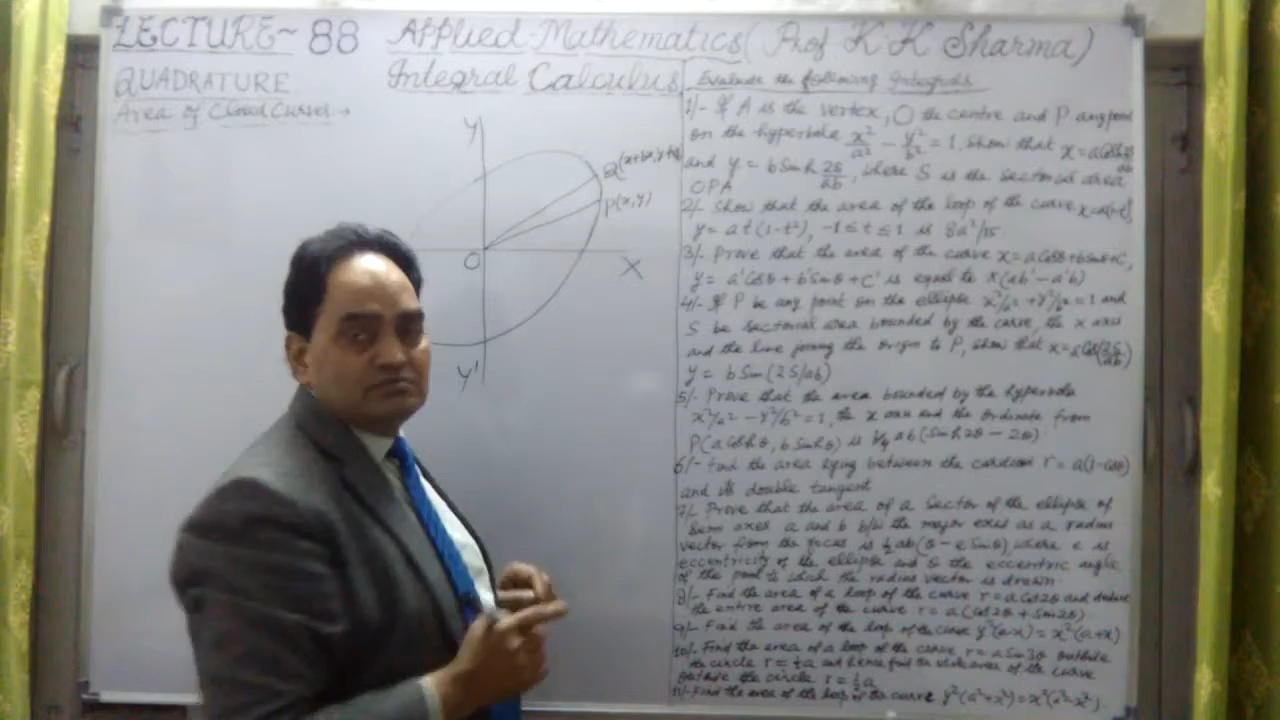 LECTURE~ 88 Applied-Mathematics (Prof K.K Sharma)
QUADRATURE
Area of Closed Curves →
Integral Calculus
Y
Q(x+δx, y+δy)
P(x,y)
O
X
Y'
Evaluate the following Integrals
1/- If A is the vertex, O the centre and P any point
on the hyperbola x²/a² - y²/b² = 1, Show that x = a Cosh 2S/ab
and y = b Sinh 2S/ab, where S is the Sectorial area
OPA
2/- Show that the area of the loop of the curve
y = at(1-t²), -1≤t≤1 is 8a²/15
3/- Prove that the area of the curve x = a Cosθ + b Sinθ + C,
y = a'Cosθ + b'Sinθ + C' is equal to π(ab' - a'b)
4/- If P be any point on the ellipse x²/a² + y²/b² = 1 and
S be Sectorial area bounded by the curve, the x axis
and the line joining the origin to P, show that x = a Cos(2S/ab)
y = b Sin(2S/ab)
5/- Prove that the area bounded by the hyperbola
x²/a² - y²/b² = 1, the x axis and the ordinate from
P(a Coshθ, b Sinhθ) is 1/4 ab (Sinh 2θ - 2θ)
6/- Find the area lying between the cardioid r = a(1-cosθ)
and its double tangent
7/- Prove that the area of a Sector of the ellipse of
Semi axes a and b b/w the major axis as a radius
vector from the focus is 1/2 ab(θ - e Sinθ), where e is
eccentricity of the ellipse and θ the eccentric angle
of the point to which the radius vector is drawn
8/- Find the area of a loop of the curve r = a Cos2θ and deduce
the entire area of the curve r = a(Cos2θ + Sin2θ)
9/- Find the area of the loop of the curve y²(a-x) = x²(a+x)
10/- Find the area of a loop of the curve r = a Sin3θ outside
the circle r = ½a and hence find the whole area of the curve
outside the circle r = ½a
11/- Find the area of the loop of the curve y²(a²+x²) = x²(a²-x²)